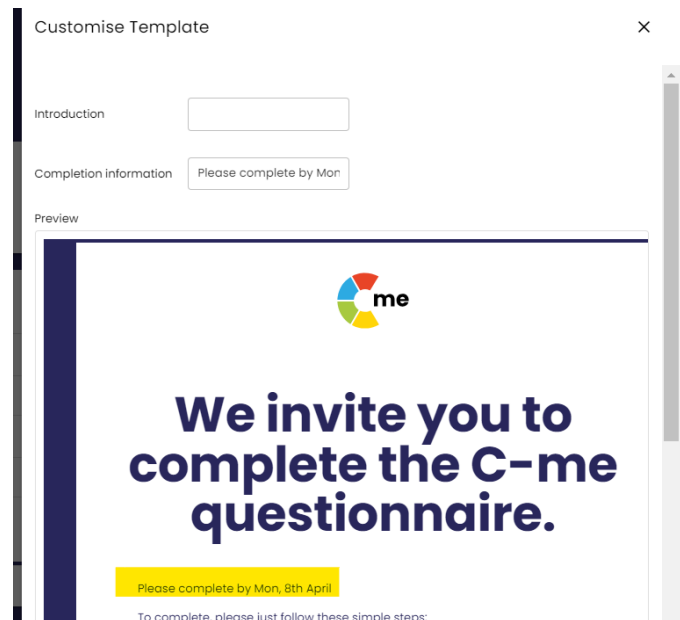 Customise Template
Introduction
Completion information
Please complete by Mon
Preview
me
We invite you to
complete the C-me
questionnaire.
Please complete by Mon, 8th April
To complete, please just follow these simple steps: